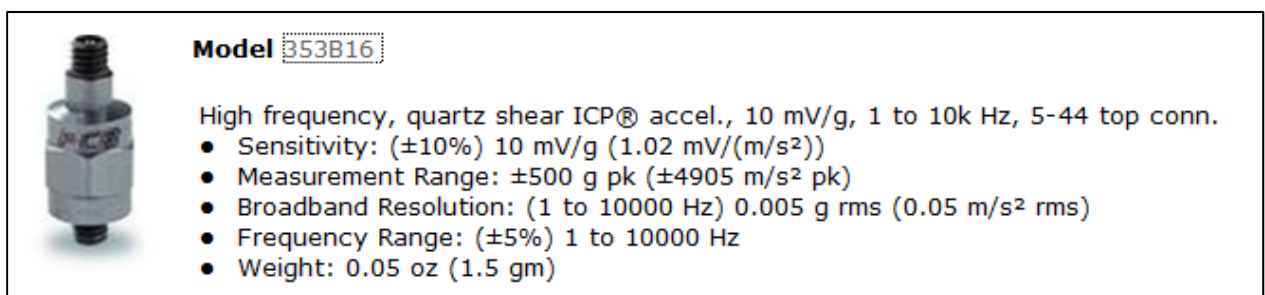 Model 353B16
High frequency, quartz shear ICP® accel., 10 mV/g, 1 to 10k Hz, 5-44 top conn.
● Sensitivity: (±10%) 10 mV/g (1.02 mV/(m/s²))
● Measurement Range: ±500 g pk (±4905 m/s² pk)
● Broadband Resolution: (1 to 10000 Hz) 0.005 g rms (0.05 m/s² rms)
● Frequency Range: (±5%) 1 to 10000 Hz
● Weight: 0.05 oz (1.5 gm)
PCB